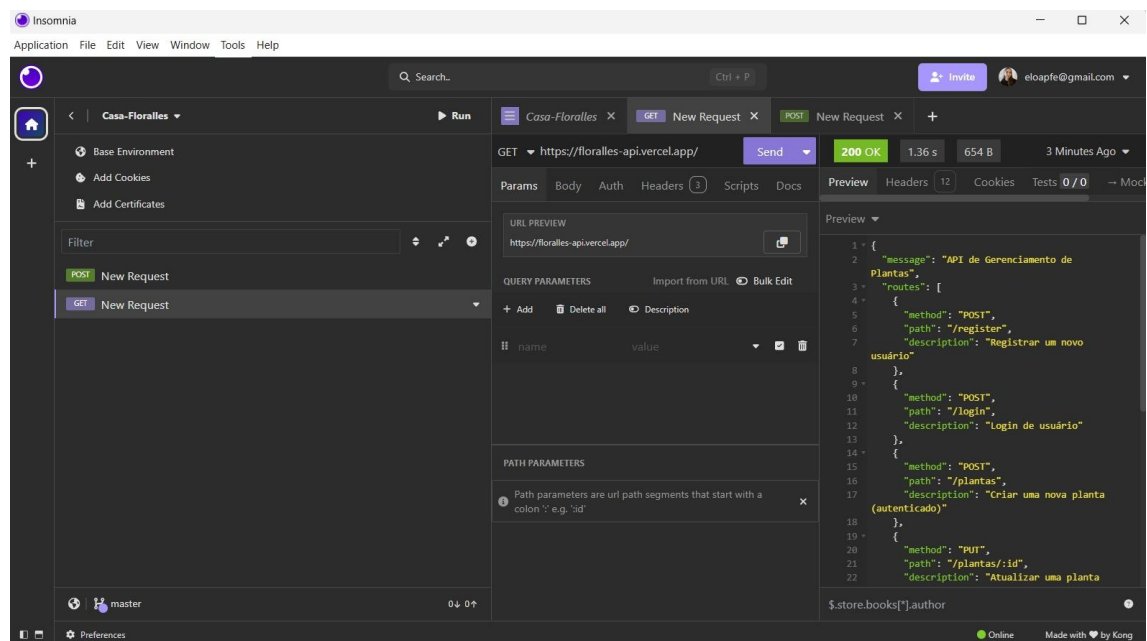 Insomnia
Application File Edit View Window Tools Help
Search.. Ctrl + P
Invite
eloapfe@gmail.com
Casa-Floralles
Run
Base Environment
Add Cookies
Add Certificates
Filter
POST New Request
GET New Request
master
0↓ 0↑
Preferences
Casa-Floralles
GET New Request
POST New Request
GET https://floralles-api.vercel.app/
Send
Params Body Auth Headers 3 Scripts Docs
URL PREVIEW
https://floralles-api.vercel.app/
QUERY PARAMETERS Import from URL Bulk Edit
+ Add Delete all Description
name value
PATH PARAMETERS
Path parameters are url path segments that start with a
colon ':' e.g. ':id'
200 OK 1.36 s 654 B 3 Minutes Ago
Preview Headers 12 Cookies Tests 0 / 0 → Mock
Preview
1 {
2 "message": "API de Gerenciamento de
Plantas",
3 "routes": [
4 {
5 "method": "POST",
6 "path": "/register",
7 "description": "Registrar um novo
usuário"
8 },
9 {
10 "method": "POST",
11 "path": "/login",
12 "description": "Login de usuário"
13 },
14 {
15 "method": "POST",
16 "path": "/plantas",
17 "description": "Criar uma nova planta
(autenticado)"
18 },
19 {
20 "method": "PUT",
21 "path": "/plantas/:id",
22 "description": "Atualizar uma planta
$.store.books[*].author
Online
Made with ♥ by Kong